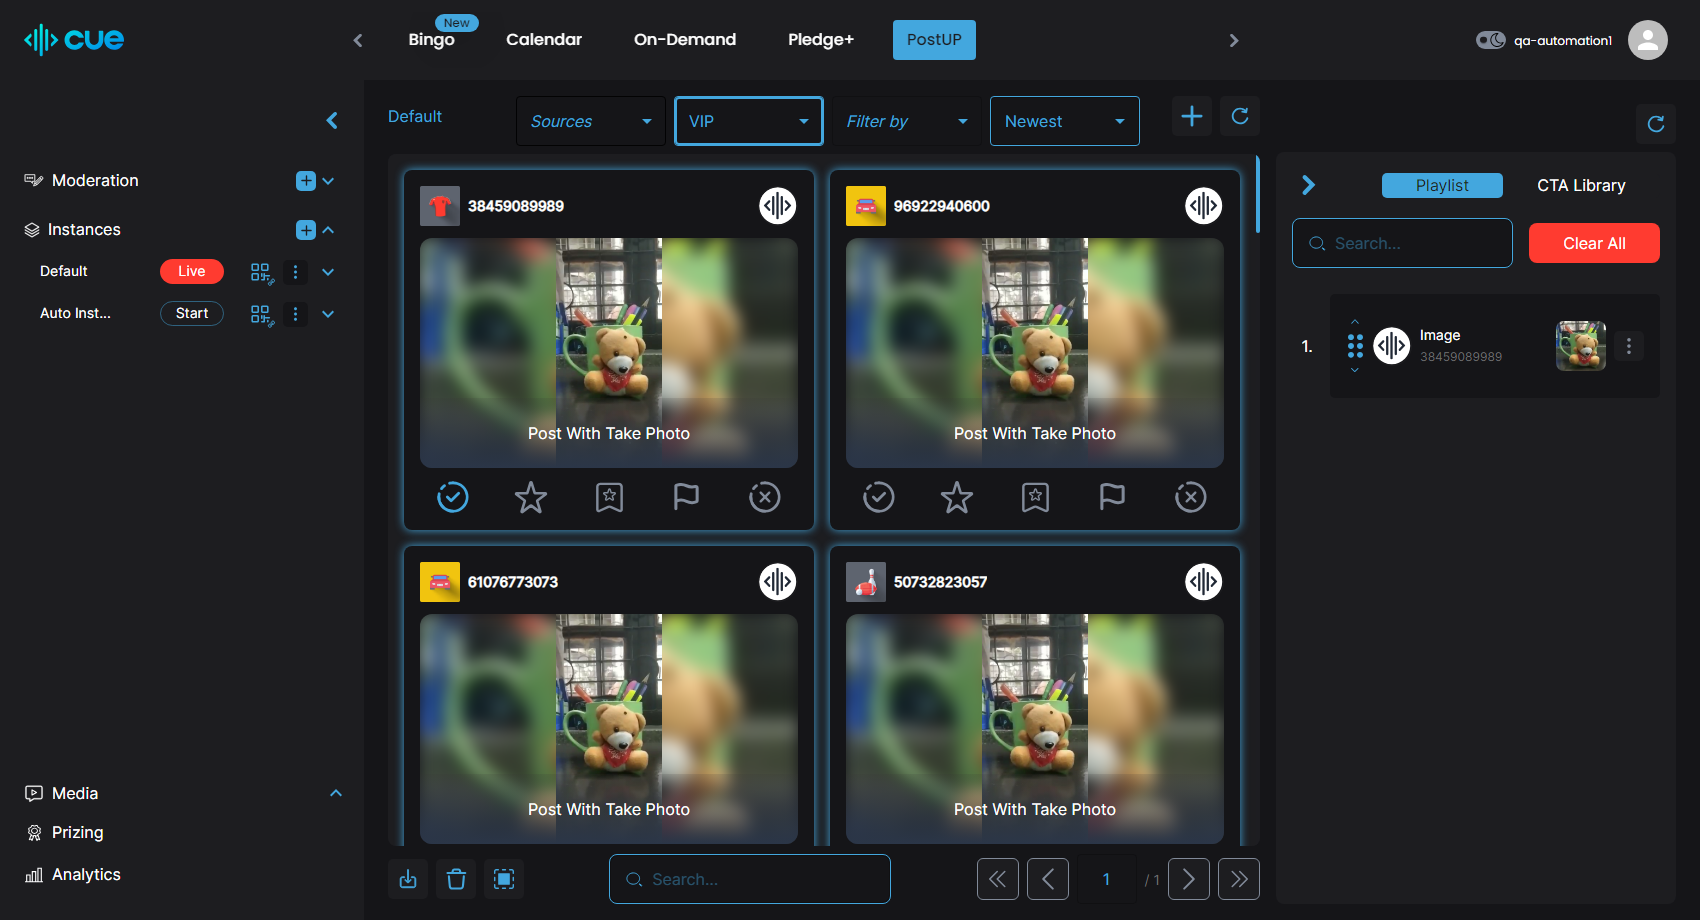 cue
New
Bingo
Calendar
On-Demand
Pledge+
PostUP
qa-automation1
Default
Sources
VIP
Filter by
Newest
Moderation
Instances
Default
Live
Auto Inst...
Start
Media
Prizing
Analytics
38459089989
Post With Take Photo
96922940600
Post With Take Photo
61076773073
Post With Take Photo
50732823057
Post With Take Photo
Search...
1
/ 1
Playlist
CTA Library
Search...
Clear All
1.
Image
38459089989